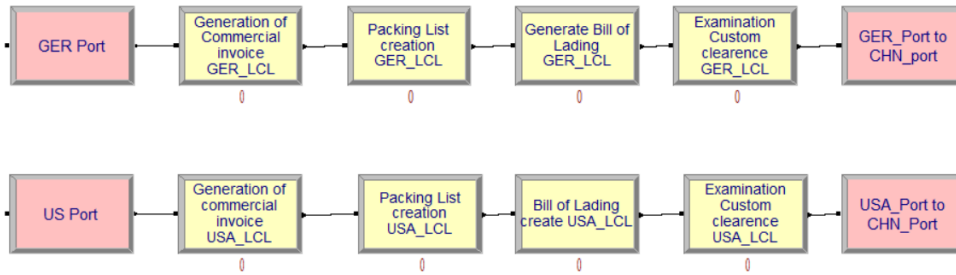 GER Port
Generation of
Commercial
invoice
GER_LCL
0
Packing List
creation
GER_LCL
0
Generate Bill of
Lading
GER_LCL
0
Examination
Custom
clearence
GER_LCL
0
GER_Port to
CHN_port
US Port
Generation of
commercial
invoice
USA_LCL
0
Packing List
creation
USA_LCL
0
Bill of Lading
create USA_LCL
0
Examination
Custom
clearence
USA_LCL
0
USA_Port to
CHN_Port